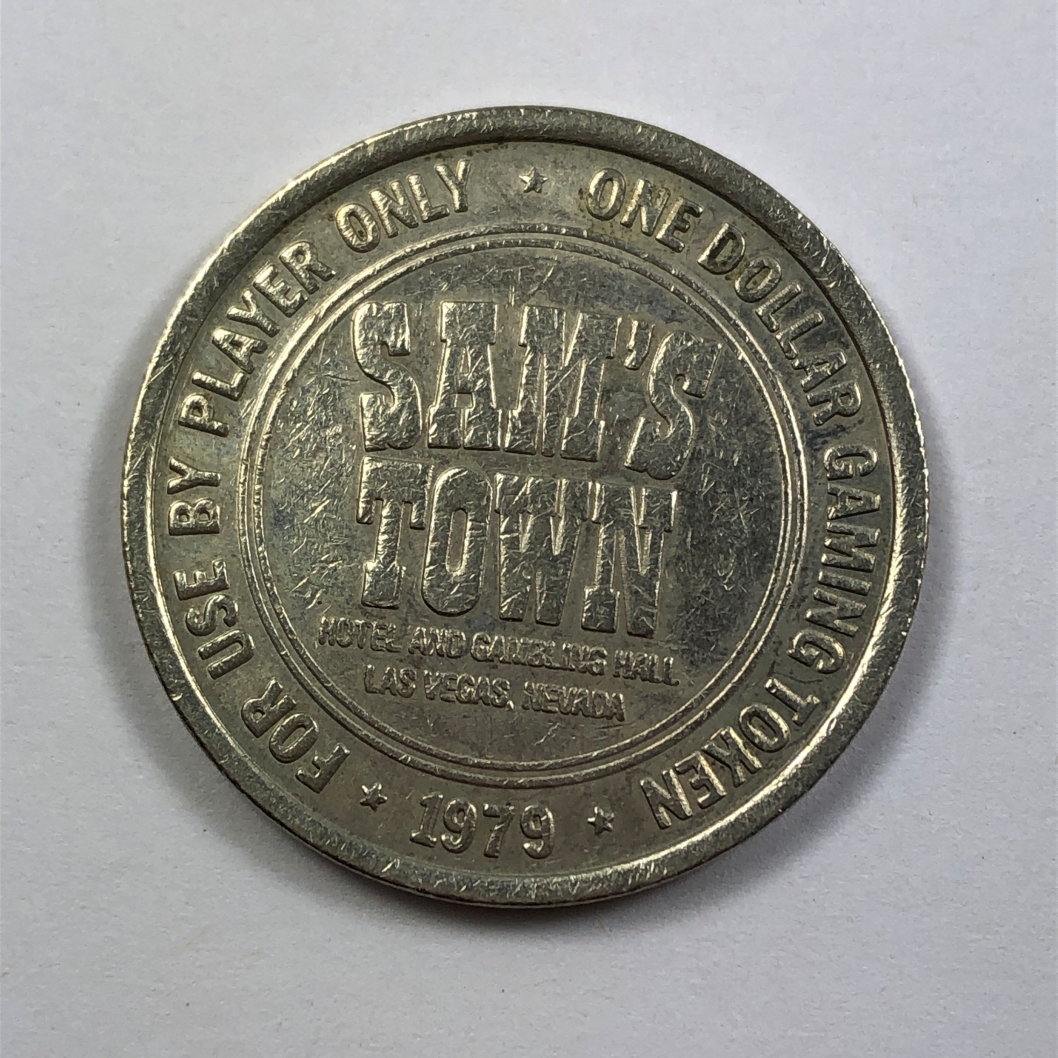 FOR USE BY PLAYER ONLY ★ ONE DOLLAR GAMING TOKEN ★ 1979 ★
SAM'S
TOWN
HOTEL AND GAMBLING HALL
LAS VEGAS, NEVADA